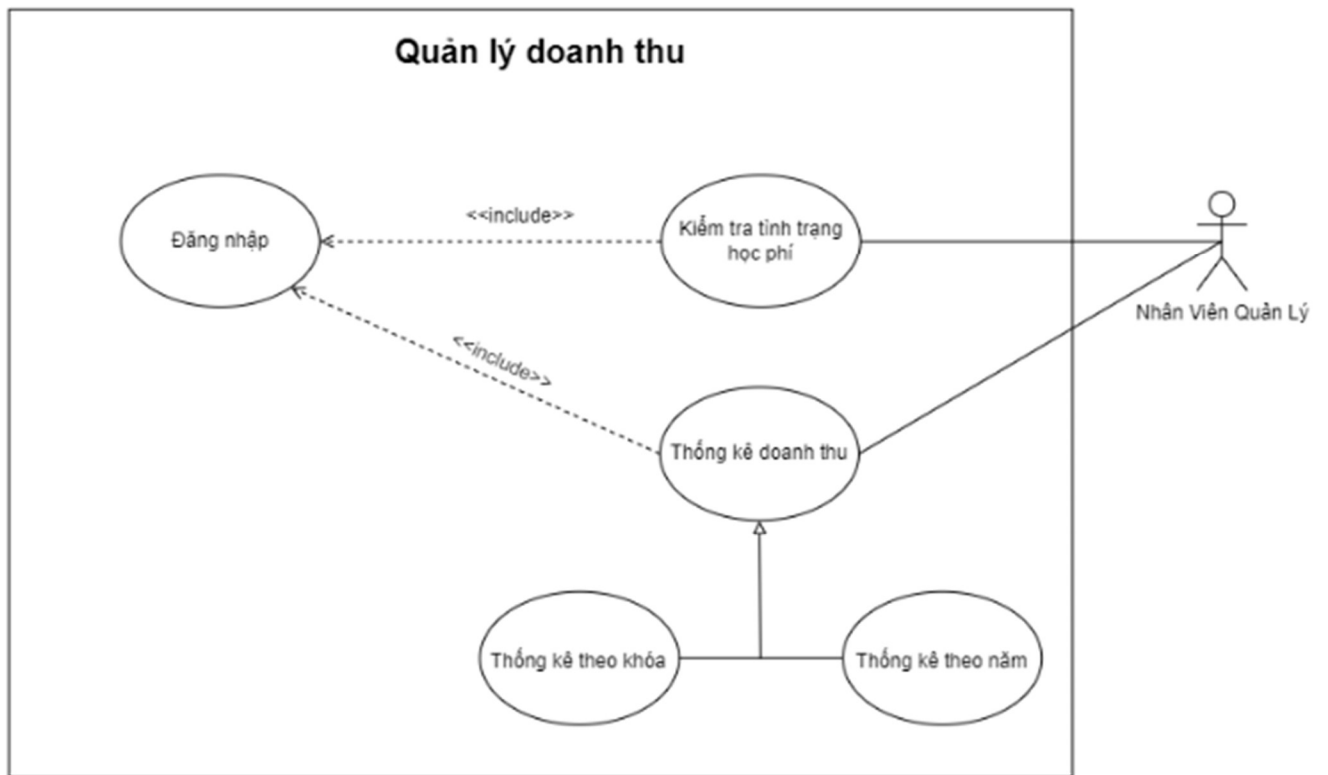 Quản lý doanh thu
<<include>>
Đăng nhập
Kiểm tra tình trạng
học phí
Nhân Viên Quản Lý
<<include>>
Thống kê doanh thu
Thống kê theo khóa
Thống kê theo năm